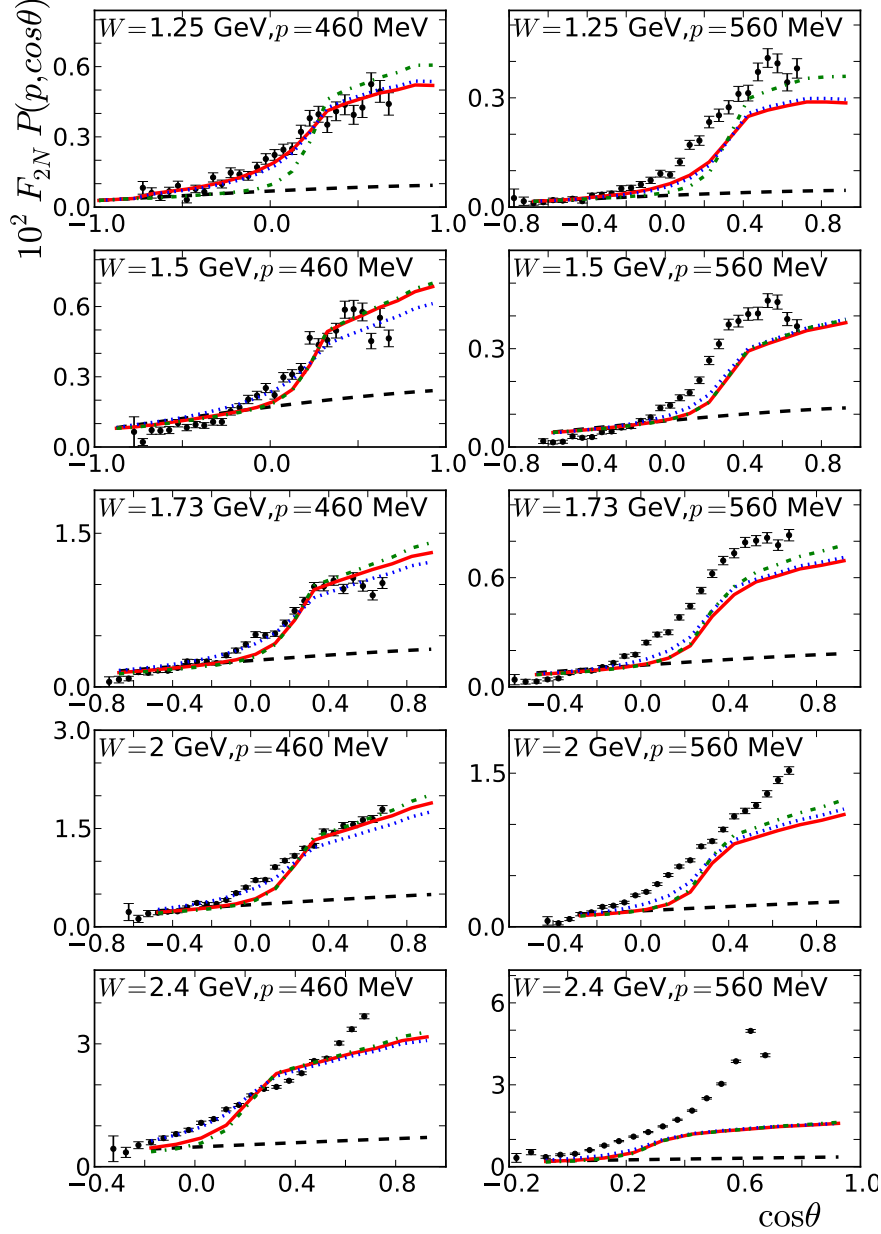 10² F₂N P(p,cosθ)
W=1.25 GeV,p=460 MeV
0.6
0.3
0.0
−1.0 0.0 1.0
W=1.25 GeV,p=560 MeV
0.3
0.0
−0.8 −0.4 0.0 0.4 0.8
W=1.5 GeV,p=460 MeV
0.6
0.3
0.0
−1.0 0.0 1.0
W=1.5 GeV,p=560 MeV
0.3
0.0
−0.8 −0.4 0.0 0.4 0.8
W=1.73 GeV,p=460 MeV
1.5
0.0
−0.8 −0.4 0.0 0.4 0.8
W=1.73 GeV,p=560 MeV
0.6
0.0
−0.4 0.0 0.4 0.8
3.0
W=2 GeV,p=460 MeV
1.5
0.0
−0.8 −0.4 0.0 0.4 0.8
W=2 GeV,p=560 MeV
1.5
0.0
−0.4 0.0 0.4 0.8
W=2.4 GeV,p=460 MeV
3
0
−0.4 0.0 0.4 0.8
W=2.4 GeV,p=560 MeV
6
4
2
0
−0.2 0.2 0.6 1.0
cosθ